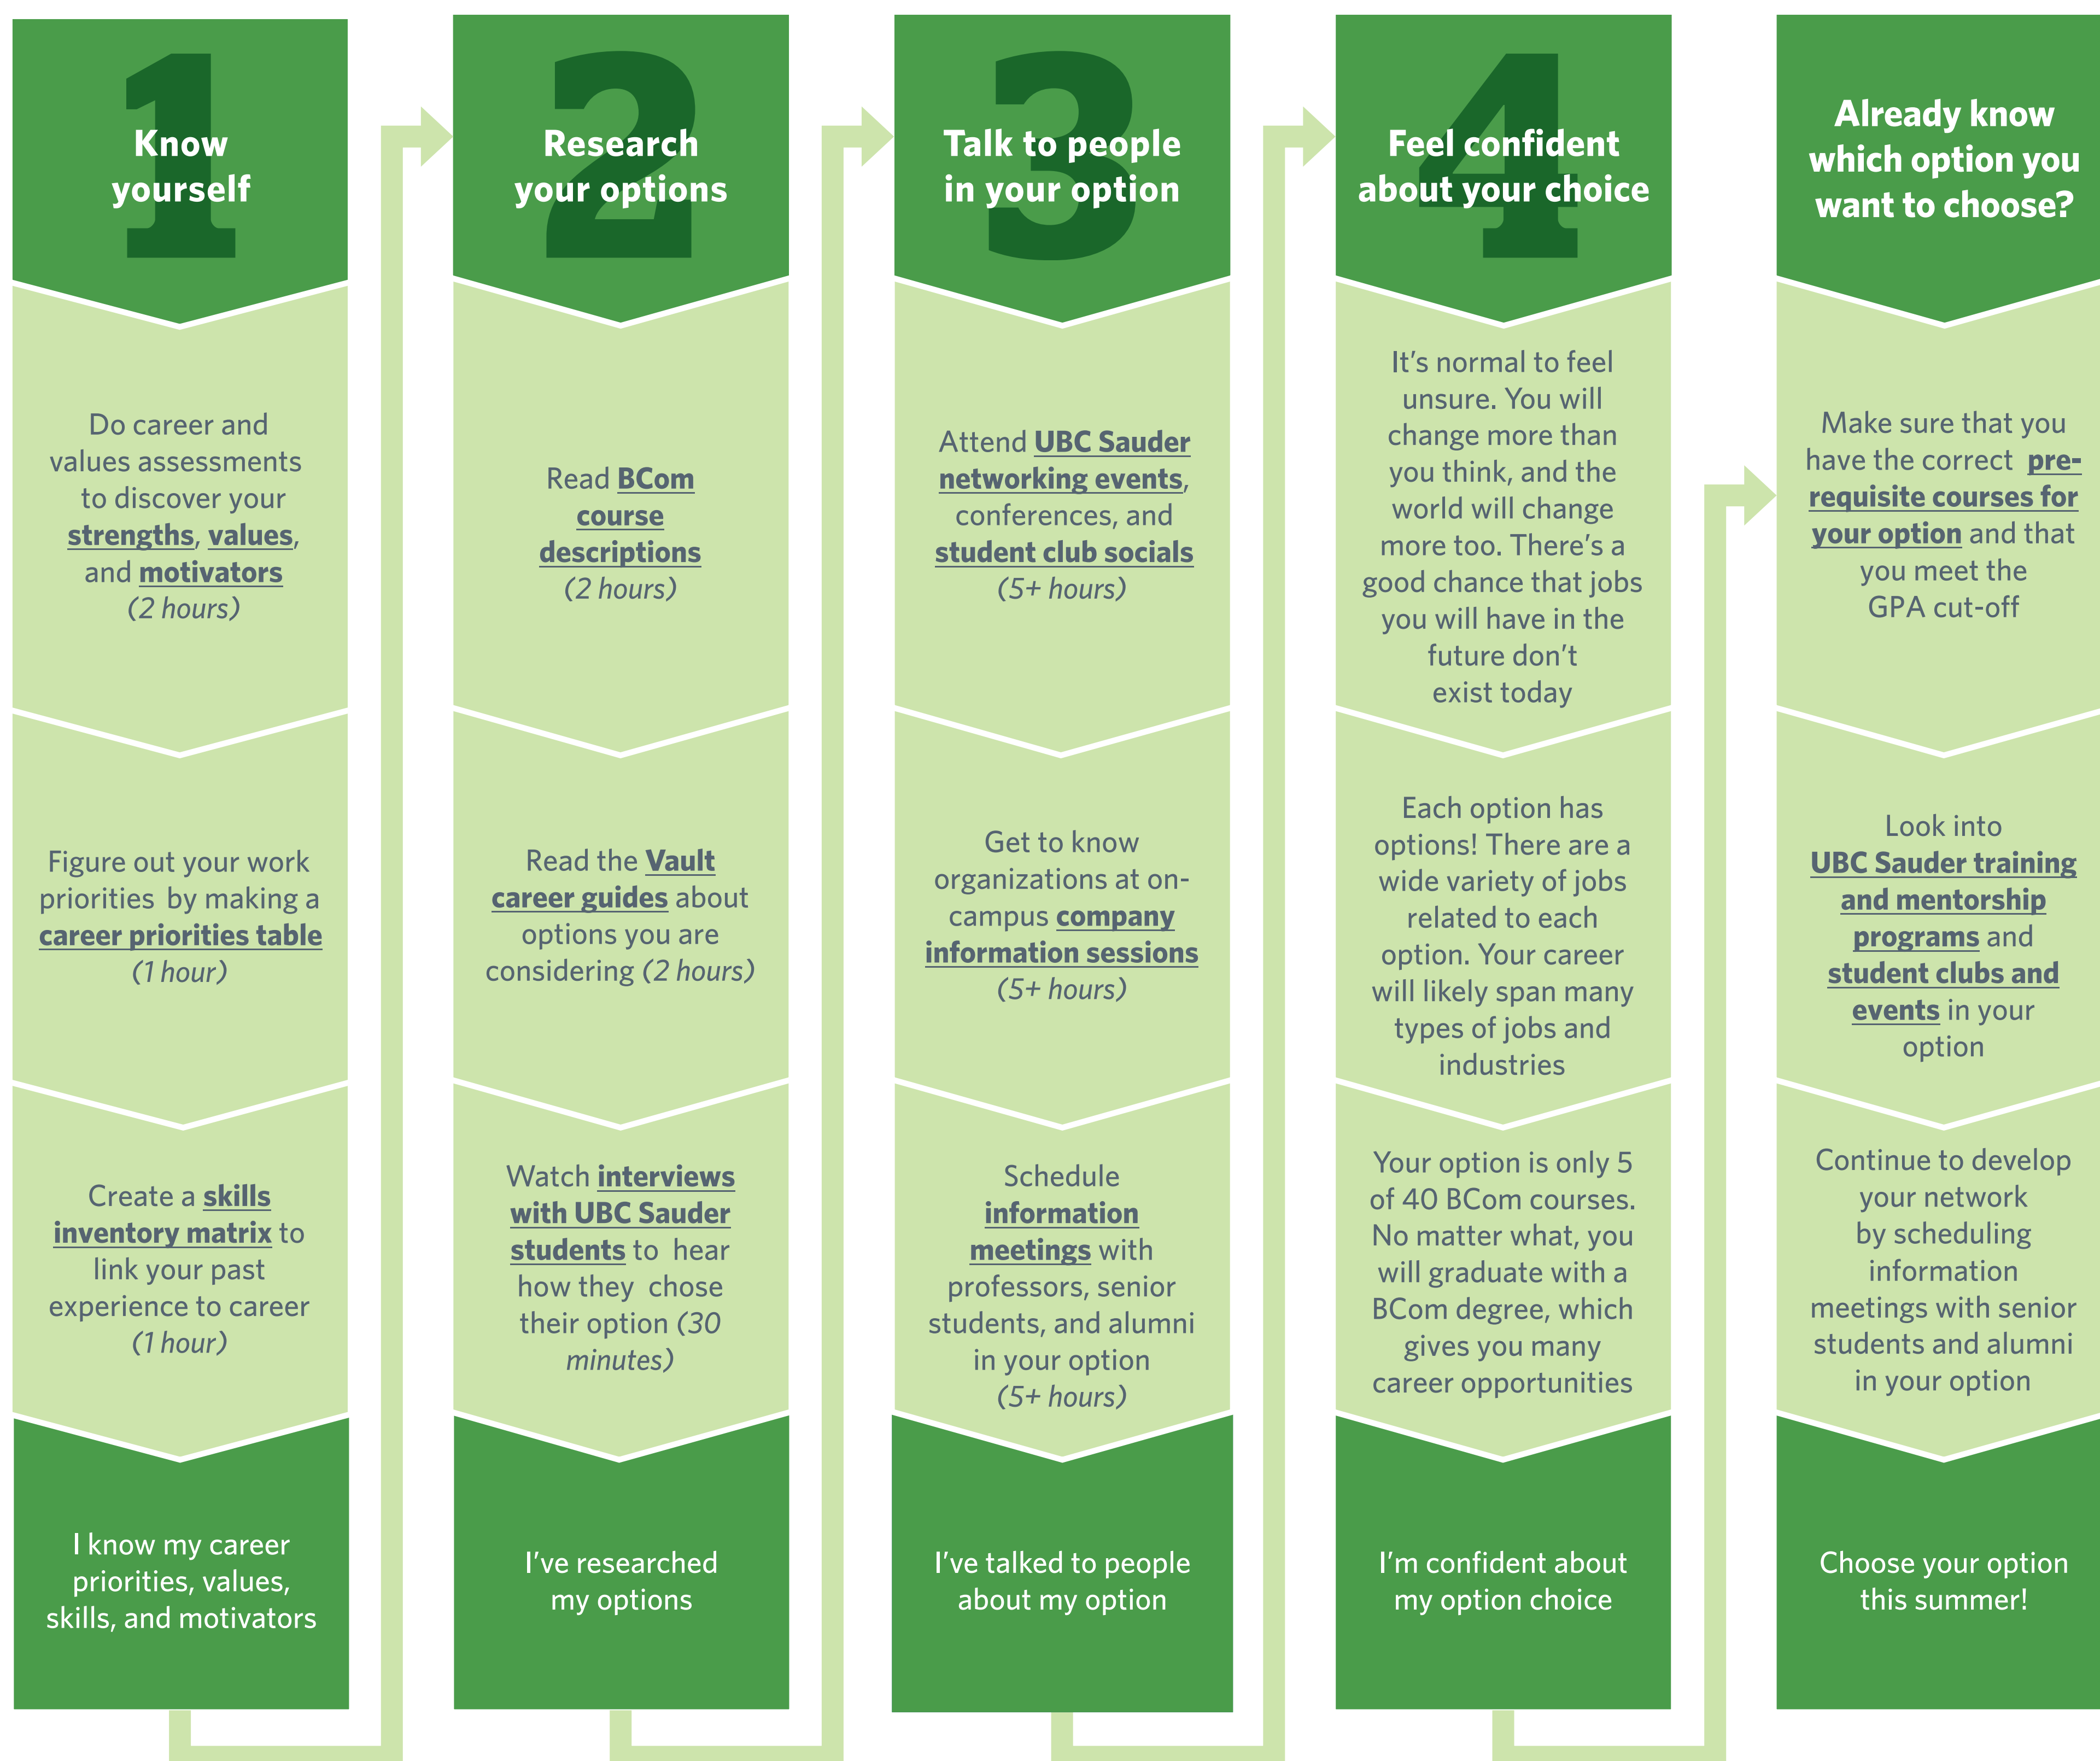 1
Know
yourself
Do career and
values assessments
to discover your
strengths, values,
and motivators
(2 hours)
Figure out your work
priorities by making a
career priorities table
(1 hour)
Create a skills
inventory matrix to
link your past
experience to career
(1 hour)
I know my career
priorities, values,
skills, and motivators
2
Research
your options
Read BCom
course
descriptions
(2 hours)
Read the Vault
career guides about
options you are
considering (2 hours)
Watch interviews
with UBC Sauder
students to hear
how they chose
their option (30
minutes)
I've researched
my options
3
Talk to people
in your option
Attend UBC Sauder
networking events,
conferences, and
student club socials
(5+ hours)
Get to know
organizations at on-
campus company
information sessions
(5+ hours)
Schedule
information
meetings with
professors, senior
students, and alumni
in your option
(5+ hours)
I've talked to people
about my option
4
Feel confident
about your choice
It's normal to feel
unsure. You will
change more than
you think, and the
world will change
more too. There's a
good chance that jobs
you will have in the
future don't
exist today
Each option has
options! There are a
wide variety of jobs
related to each
option. Your career
will likely span many
types of jobs and
industries
Your option is only 5
of 40 BCom courses.
No matter what, you
will graduate with a
BCom degree, which
gives you many
career opportunities
I'm confident about
my option choice
Already know
which option you
want to choose?
Make sure that you
have the correct pre-
requisite courses for
your option and that
you meet the
GPA cut-off
Look into
UBC Sauder training
and mentorship
programs and
student clubs and
events in your
option
Continue to develop
your network
by scheduling
information
meetings with senior
students and alumni
in your option
Choose your option
this summer!